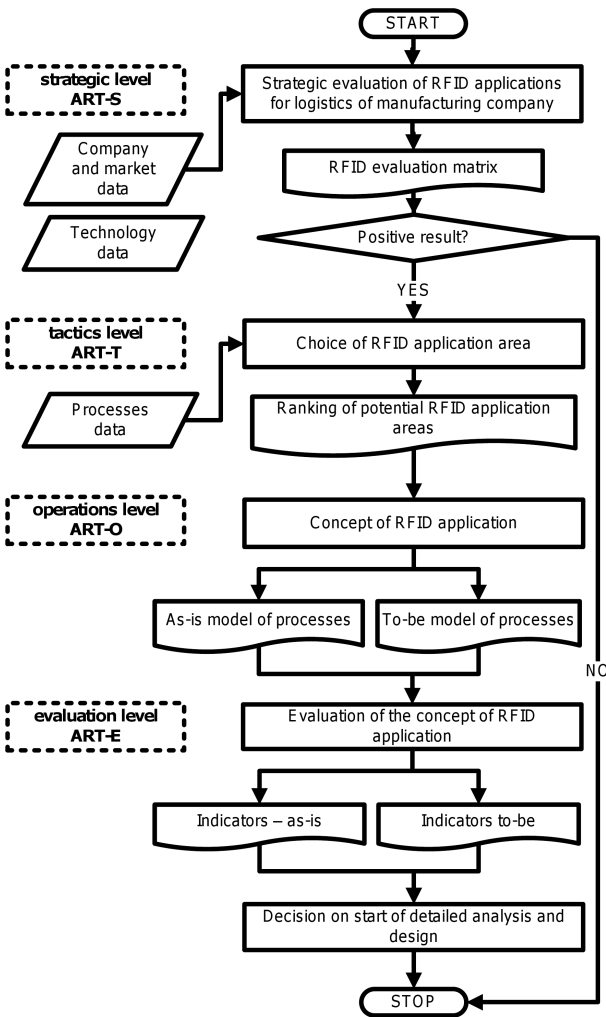 START
strategic level
ART-S
Strategic evaluation of RFID applications
for logistics of manufacturing company
Company
and market
data
RFID evaluation matrix
Technology
data
Positive result?
YES
tactics level
ART-T
Choice of RFID application area
Processes
data
Ranking of potential RFID application
areas
operations level
ART-O
Concept of RFID application
As-is model of processes
To-be model of processes
NO
evaluation level
ART-E
Evaluation of the concept of RFID
application
Indicators – as-is
Indicators to-be
Decision on start of detailed analysis and
design
STOP